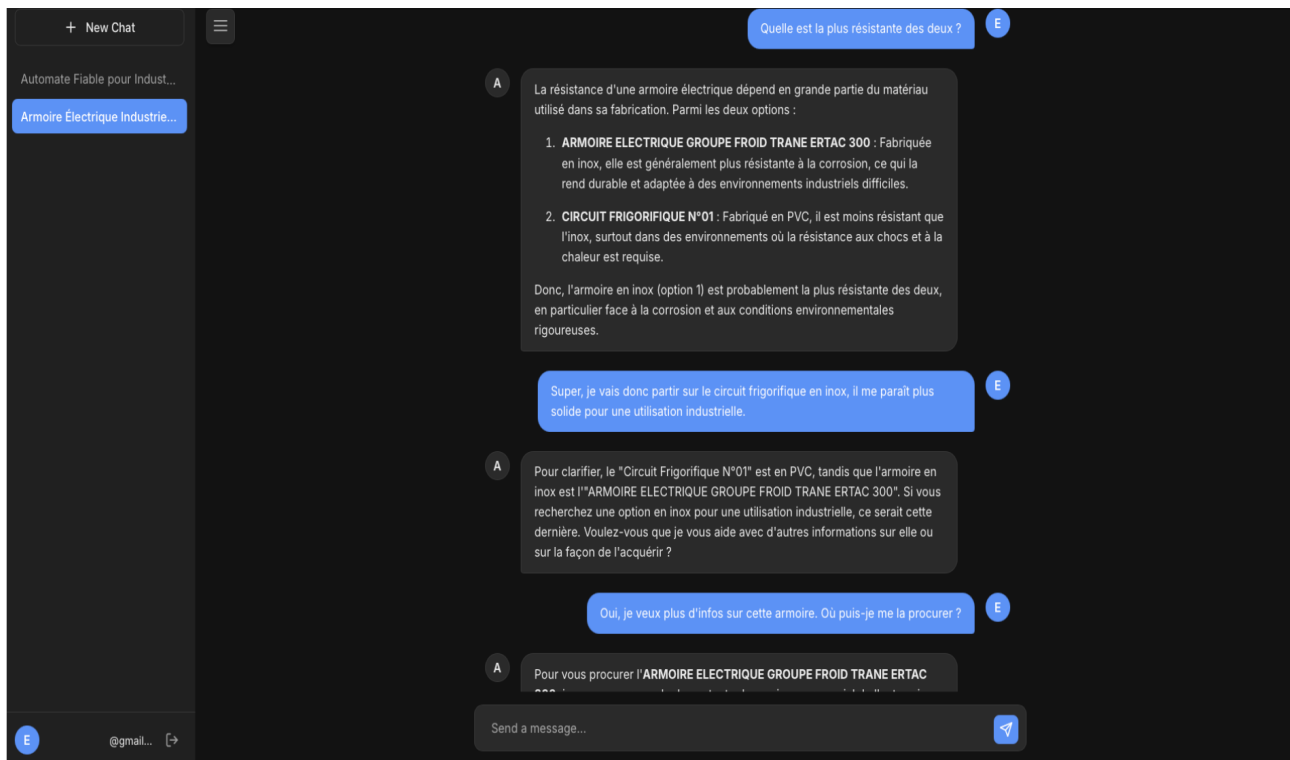 + New Chat
Automate Fiable pour Indust...
Armoire Électrique Industrie...
E
@gmail...
Quelle est la plus résistante des deux ?
E
A
La résistance d'une armoire électrique dépend en grande partie du matériau
utilisé dans sa fabrication. Parmi les deux options :
1. ARMOIRE ELECTRIQUE GROUPE FROID TRANE ERTAC 300 : Fabriquée
en inox, elle est généralement plus résistante à la corrosion, ce qui la
rend durable et adaptée à des environnements industriels difficiles.
2. CIRCUIT FRIGORIFIQUE N°01 : Fabriqué en PVC, il est moins résistant que
l'inox, surtout dans des environnements où la résistance aux chocs et à la
chaleur est requise.
Donc, l'armoire en inox (option 1) est probablement la plus résistante des deux,
en particulier face à la corrosion et aux conditions environnementales
rigoureuses.
Super, je vais donc partir sur le circuit frigorifique en inox, il me paraît plus
solide pour une utilisation industrielle.
E
A
Pour clarifier, le "Circuit Frigorifique N°01" est en PVC, tandis que l'armoire en
inox est l'"ARMOIRE ELECTRIQUE GROUPE FROID TRANE ERTAC 300". Si vous
recherchez une option en inox pour une utilisation industrielle, ce serait cette
dernière. Voulez-vous que je vous aide avec d'autres informations sur elle ou
sur la façon de l'acquérir ?
Oui, je veux plus d'infos sur cette armoire. Où puis-je me la procurer ?
E
A
Pour vous procurer l'ARMOIRE ELECTRIQUE GROUPE FROID TRANE ERTAC
Send a message...